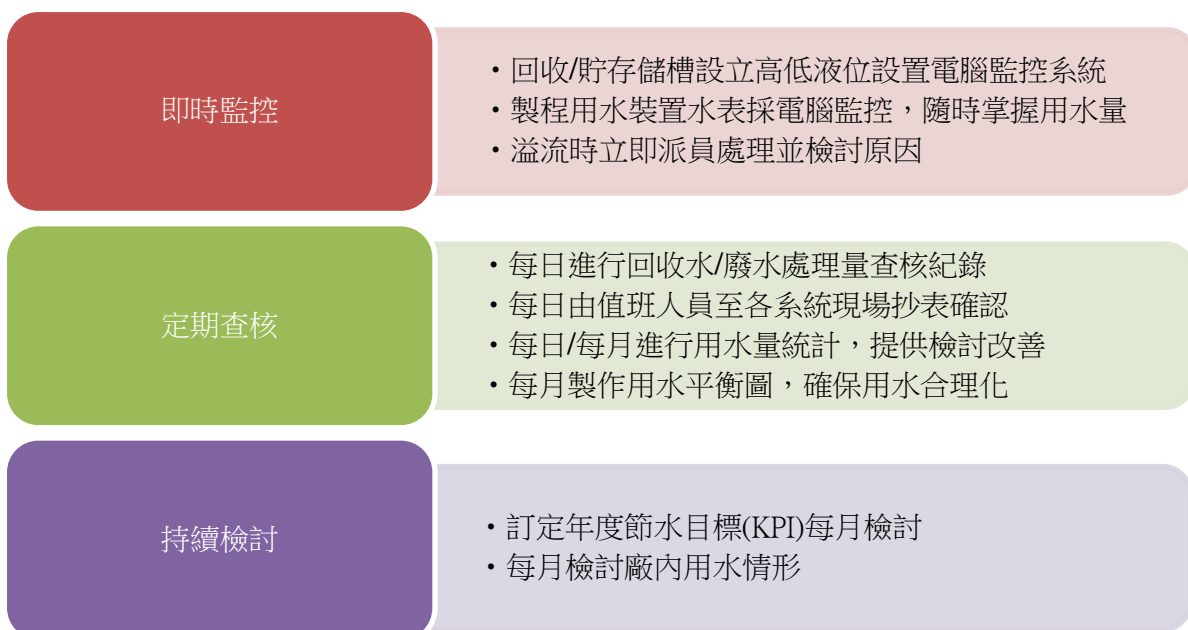 即時監控
・回收/貯存儲槽設立高低液位設置電腦監控系統
・製程用水裝置水表採電腦監控，隨時掌握用水量
・溢流時立即派員處理並檢討原因
定期查核
・每日進行回收水/廢水處理量查核紀錄
・每日由值班人員至各系統現場抄表確認
・每日/每月進行用水量統計，提供檢討改善
・每月製作用水平衡圖，確保用水合理化
持續檢討
・訂定年度節水目標(KPI)每月檢討
・每月檢討廠內用水情形